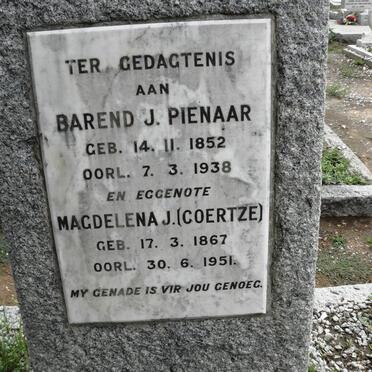 TER GEDAGTENIS
AAN
BAREND J. PIENAAR
GEB. 14. 11. 1852
OORL. 7. 3. 1938
EN EGGENOTE
MAGDELENA J. (COERTZE)
GEB. 17. 3. 1867
OORL. 30. 6. 1951.
MY GENADE IS VIR JOU GENOEG.